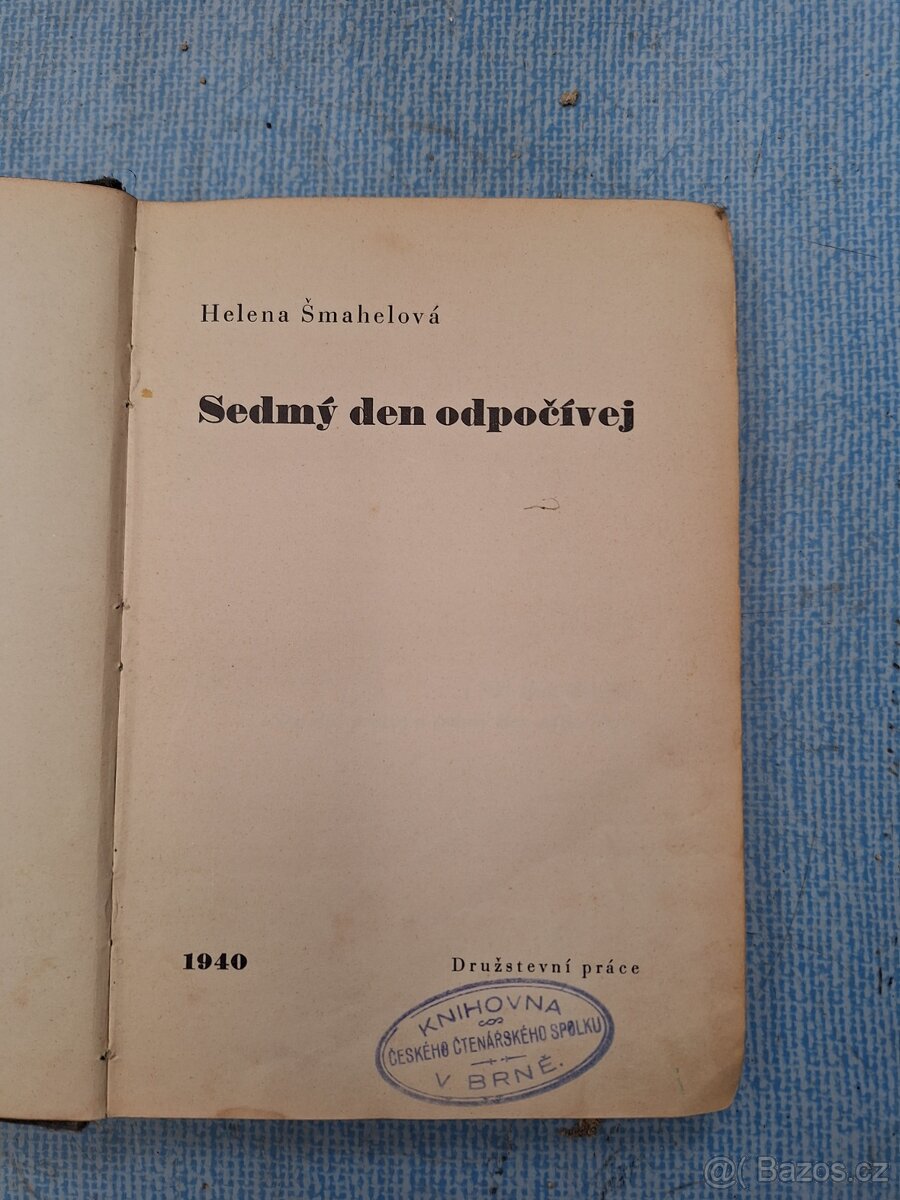 Helena Šmahelová
Sedmý den odpočívej
1940
Družstevní práce
KNIHOVNA
ČESKÉHO ČTENÁŘSKÉHO SPOLKU
V BRNĚ.
@( Bazos.cz